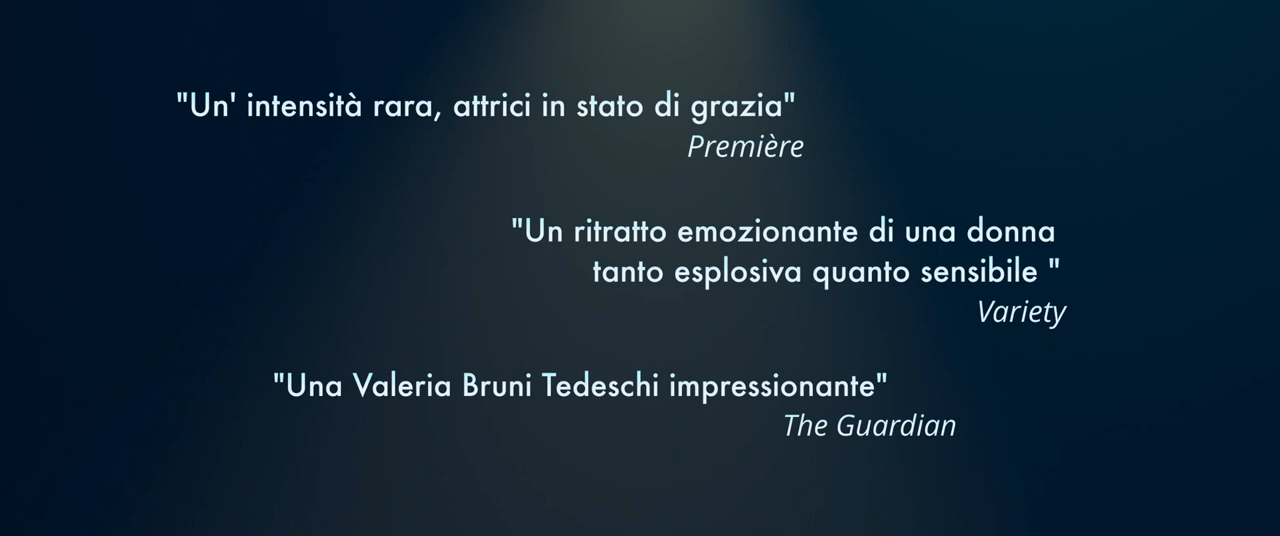 "Un' intensità rara, attrici in stato di grazia"
Première
"Un ritratto emozionante di una donna
tanto esplosiva quanto sensibile "
Variety
"Una Valeria Bruni Tedeschi impressionante"
The Guardian